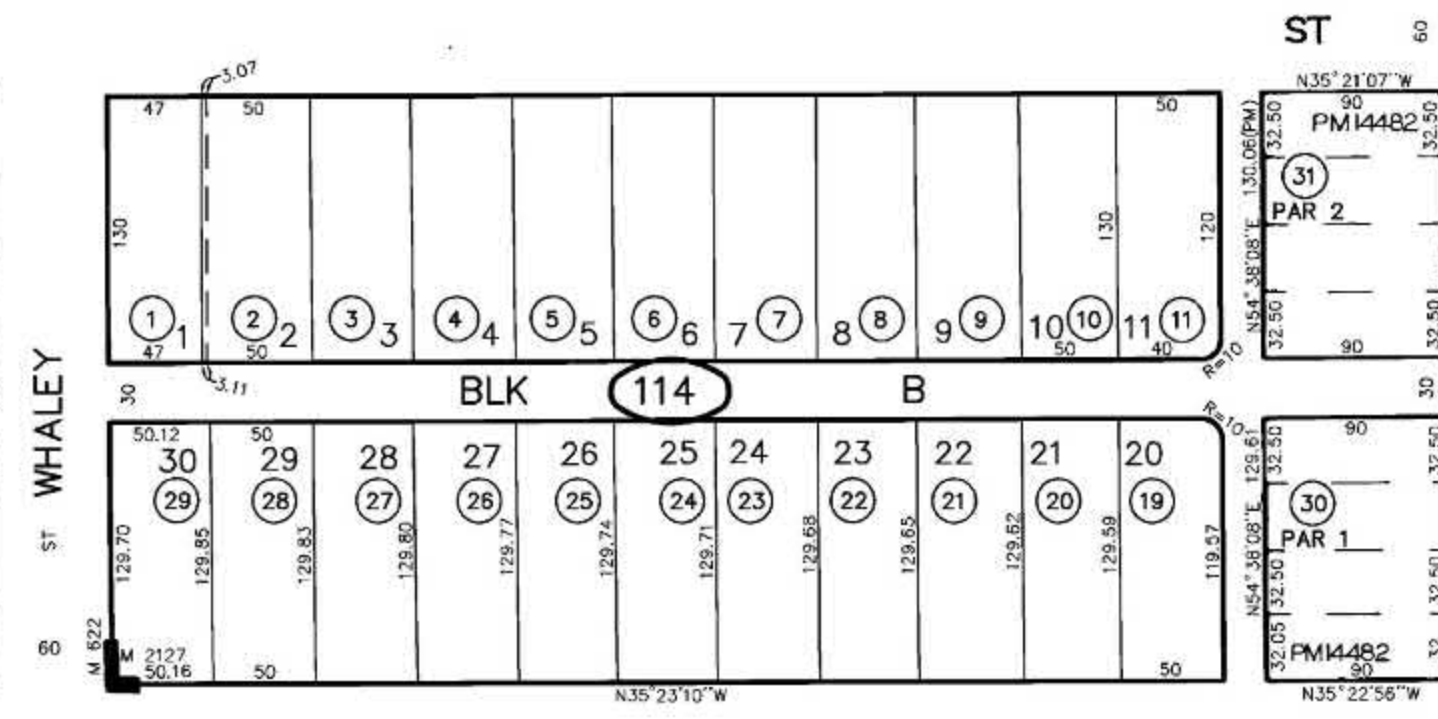 ST 60
N35°21'07"W
3.07
47 50 50 90
PM14482
32.50 32.50
130.06(PM)
31
PAR 2
130 130 120
N54°38'08"E
1 1 2 2 3 3 4 4 5 5 6 6 7 7 8 8 9 9 10 10 11 11
47 50 50 40
32.50 90 32.50
R=10
3.11
WHALEY
ST
60
30 BLK 114 B 30
R=10
50.12 50 90
30 29 28 27 26 25 24 23 22 21 20
29 28 27 26 25 24 23 22 21 20 19
129.61 32.50 32.50
30
PAR 1
129.70 129.85 129.83 129.80 129.77 129.74 129.71 129.68 129.65 129.62 129.59 119.57
N54°38'08"E
32.50 32.50
M 622
M 2127
50.16 50 50
32.05 PM14482
90
N35°23'10"W
N35°22'56"W